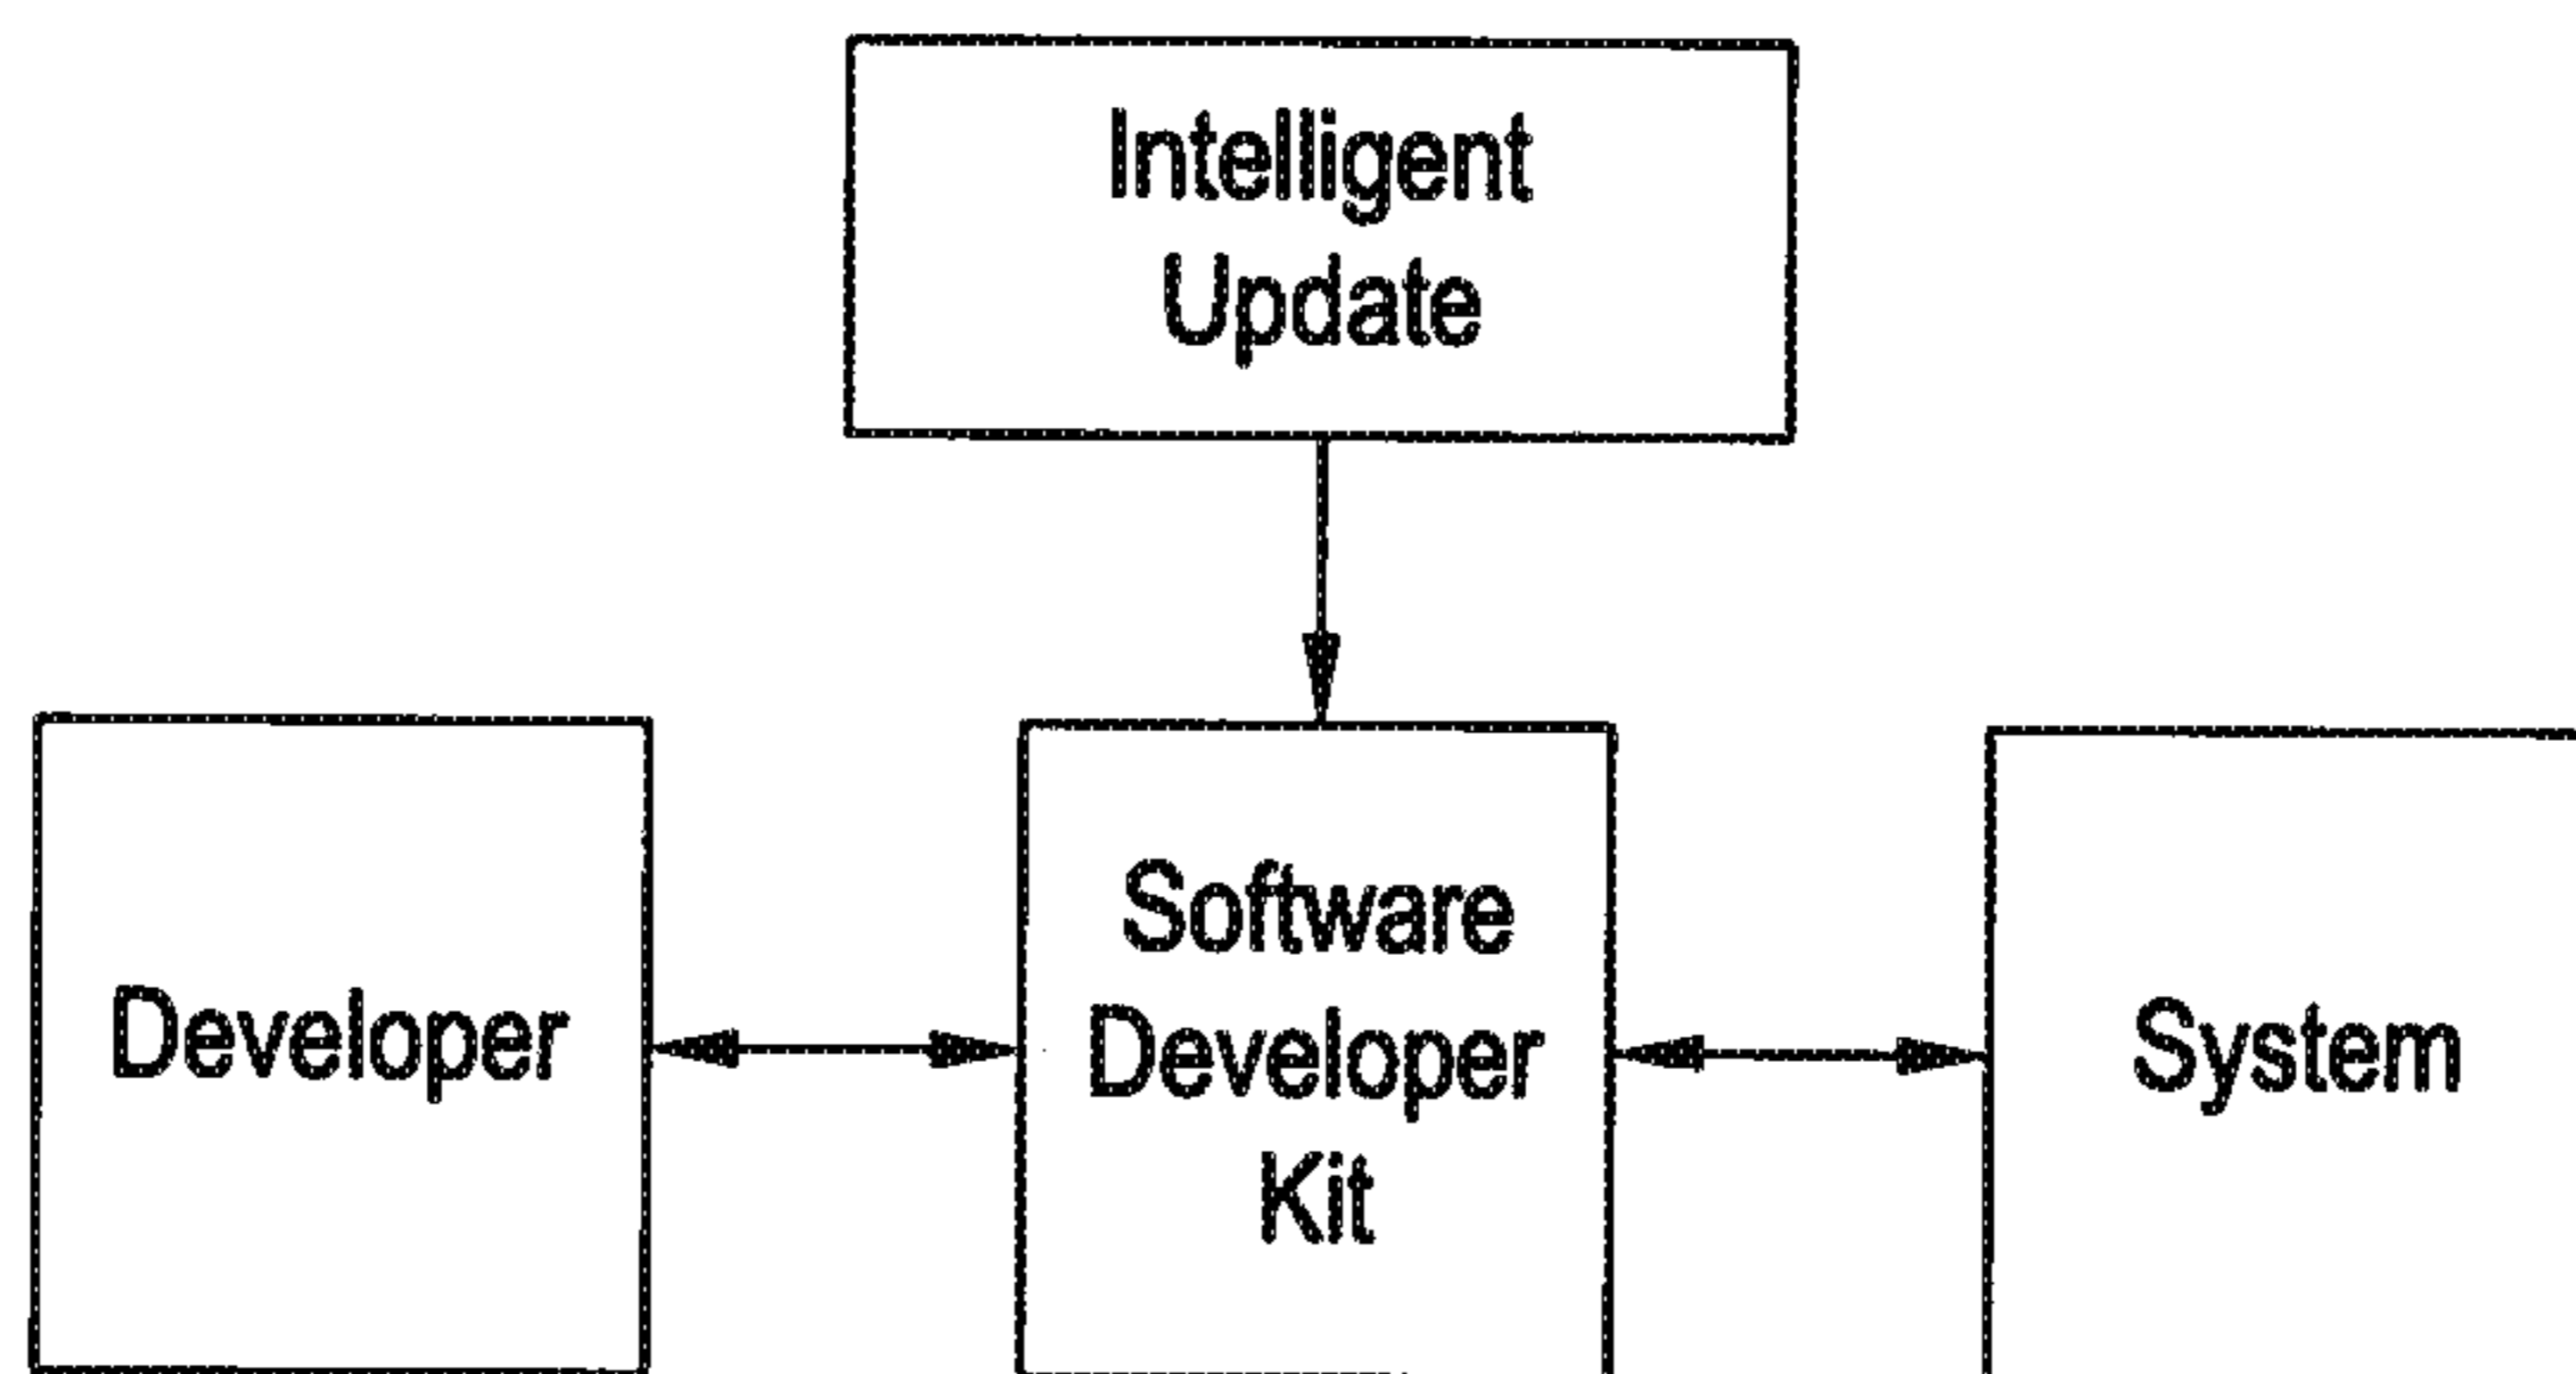 Intelligent
Update
Developer
Software
Developer
Kit
System